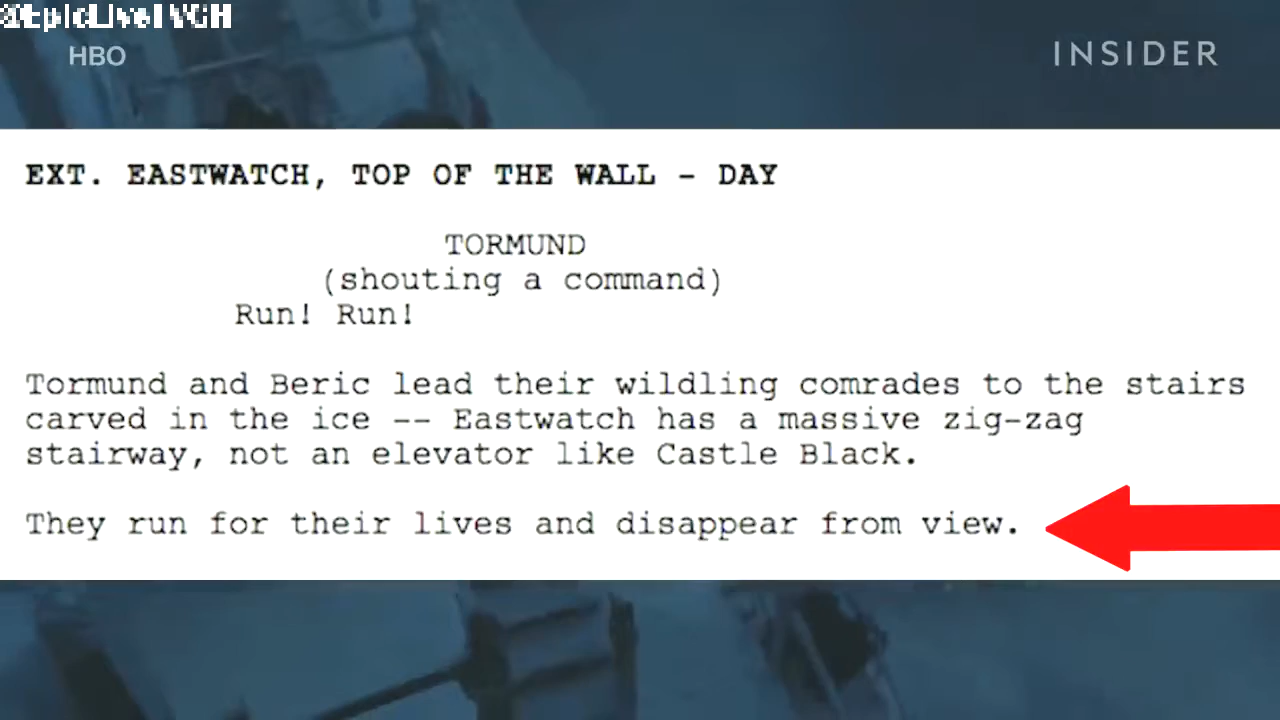 HBO
INSIDER
EXT. EASTWATCH, TOP OF THE WALL - DAY
TORMUND
(shouting a command)
Run! Run!
Tormund and Beric lead their wildling comrades to the stairs
carved in the ice -- Eastwatch has a massive zig-zag
stairway, not an elevator like Castle Black.
They run for their lives and disappear from view.